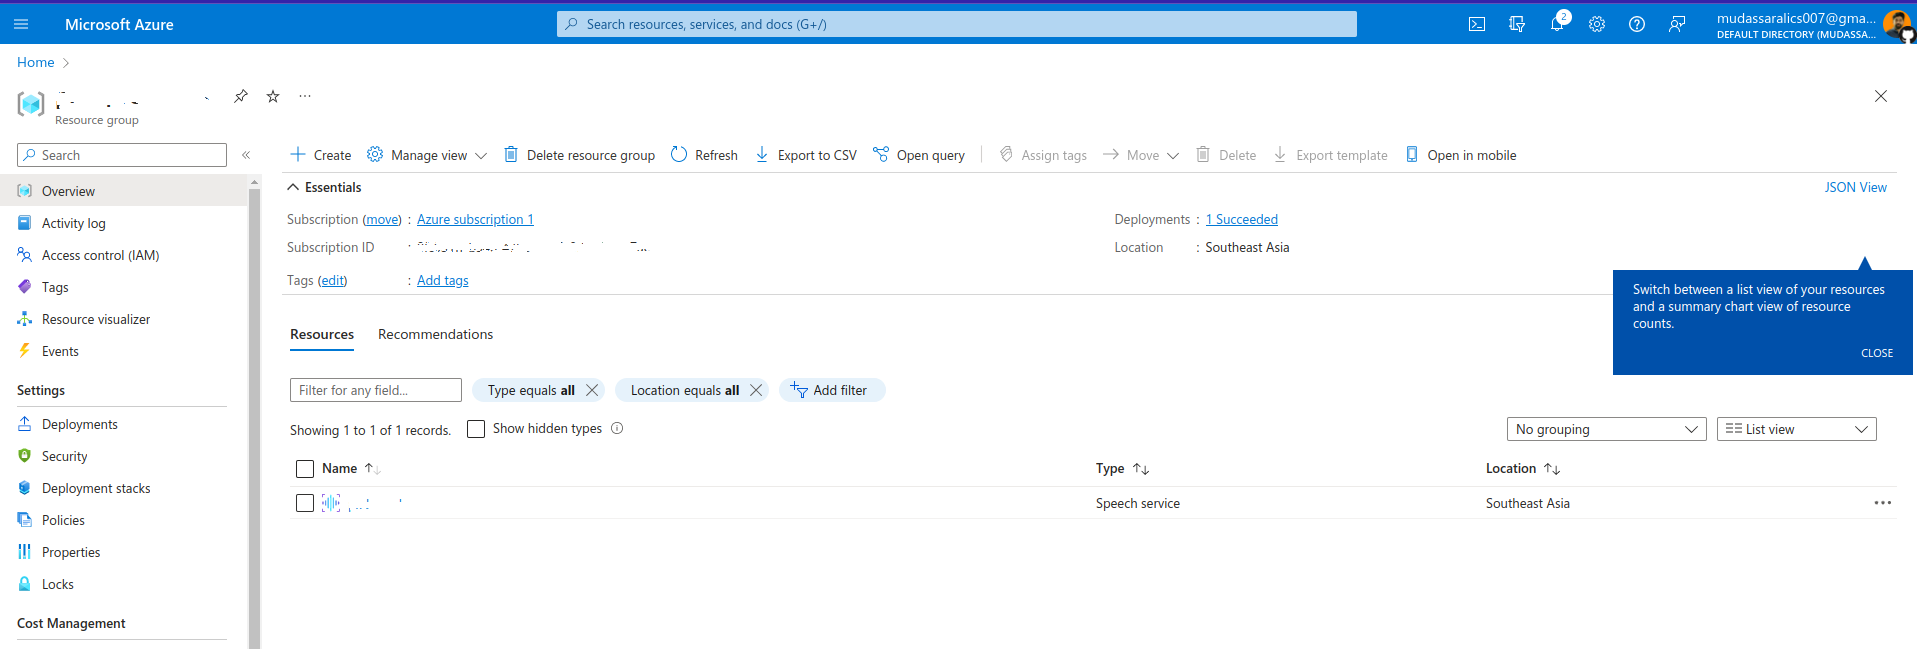 Microsoft Azure
Search resources, services, and docs (G+/)
2
mudassaralics007@gma...
DEFAULT DIRECTORY (MUDASSA...
Home
Resource group
Search
Create
Manage view
Delete resource group
Refresh
Export to CSV
Open query
Assign tags
Move
Delete
Export template
Open in mobile
Overview
Activity log
Access control (IAM)
Tags
Resource visualizer
Events
Settings
Deployments
Security
Deployment stacks
Policies
Properties
Locks
Cost Management
Essentials
JSON View
Subscription (move) : Azure subscription 1
Subscription ID :
Tags (edit) : Add tags
Deployments : 1 Succeeded
Location : Southeast Asia
Switch between a list view of your resources
and a summary chart view of resource
counts.
CLOSE
Resources
Recommendations
Filter for any field...
Type equals all
Location equals all
Add filter
Showing 1 to 1 of 1 records.
Show hidden types
No grouping
List view
Name
Type
Location
Speech service
Southeast Asia